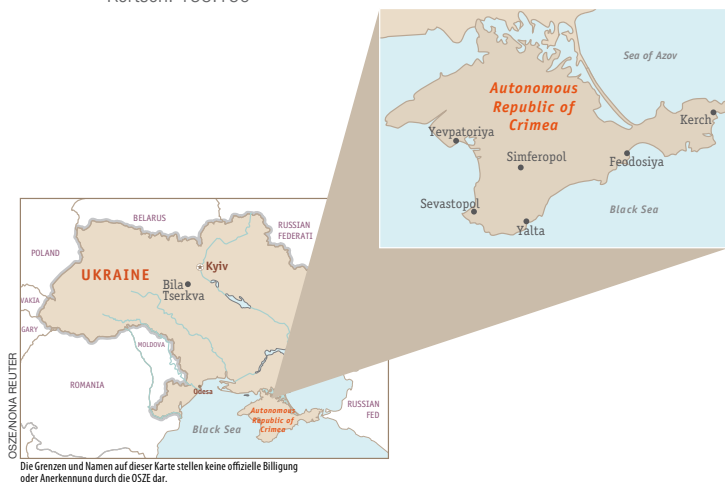 Sea of Azov
Autonomous
Republic of
Crimea
Kerch
Yevpatoriya
Simferopol
Feodosiya
Sevastopol
Black Sea
Yalta
BELARUS
RUSSIAN
FEDERATI
POLAND
Kyiv
UKRAINE
Bila
Tserkva
VAKIA
GARY
MOLDOVA
ROMANIA
Odesa
RUSSIAN
FED
Autonomous
Republic of
Crimea
Black Sea
OSZE/NONA REUTER
Die Grenzen und Namen auf dieser Karte stellen keine offizielle Billigung
oder Anerkennung durch die OSZE dar.